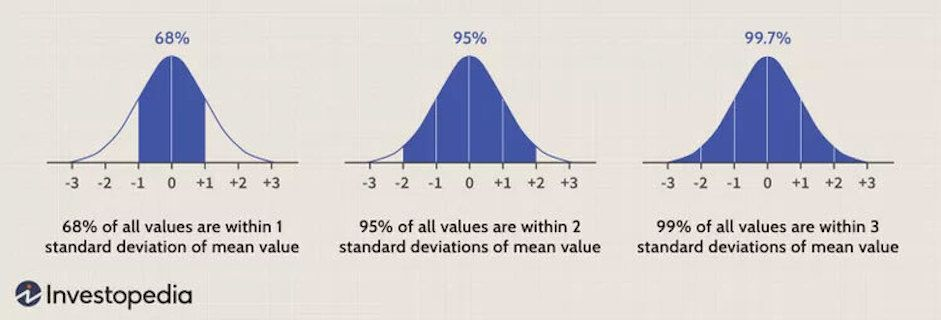 68%
95%
99.7%
-3 -2 -1 0 +1 +2 +3
-3 -2 -1 0 +1 +2 +3
-3 -2 -1 0 +1 +2 +3
68% of all values are within 1
standard deviation of mean value
95% of all values are within 2
standard deviations of mean value
99% of all values are within 3
standard deviations of mean value
Investopedia